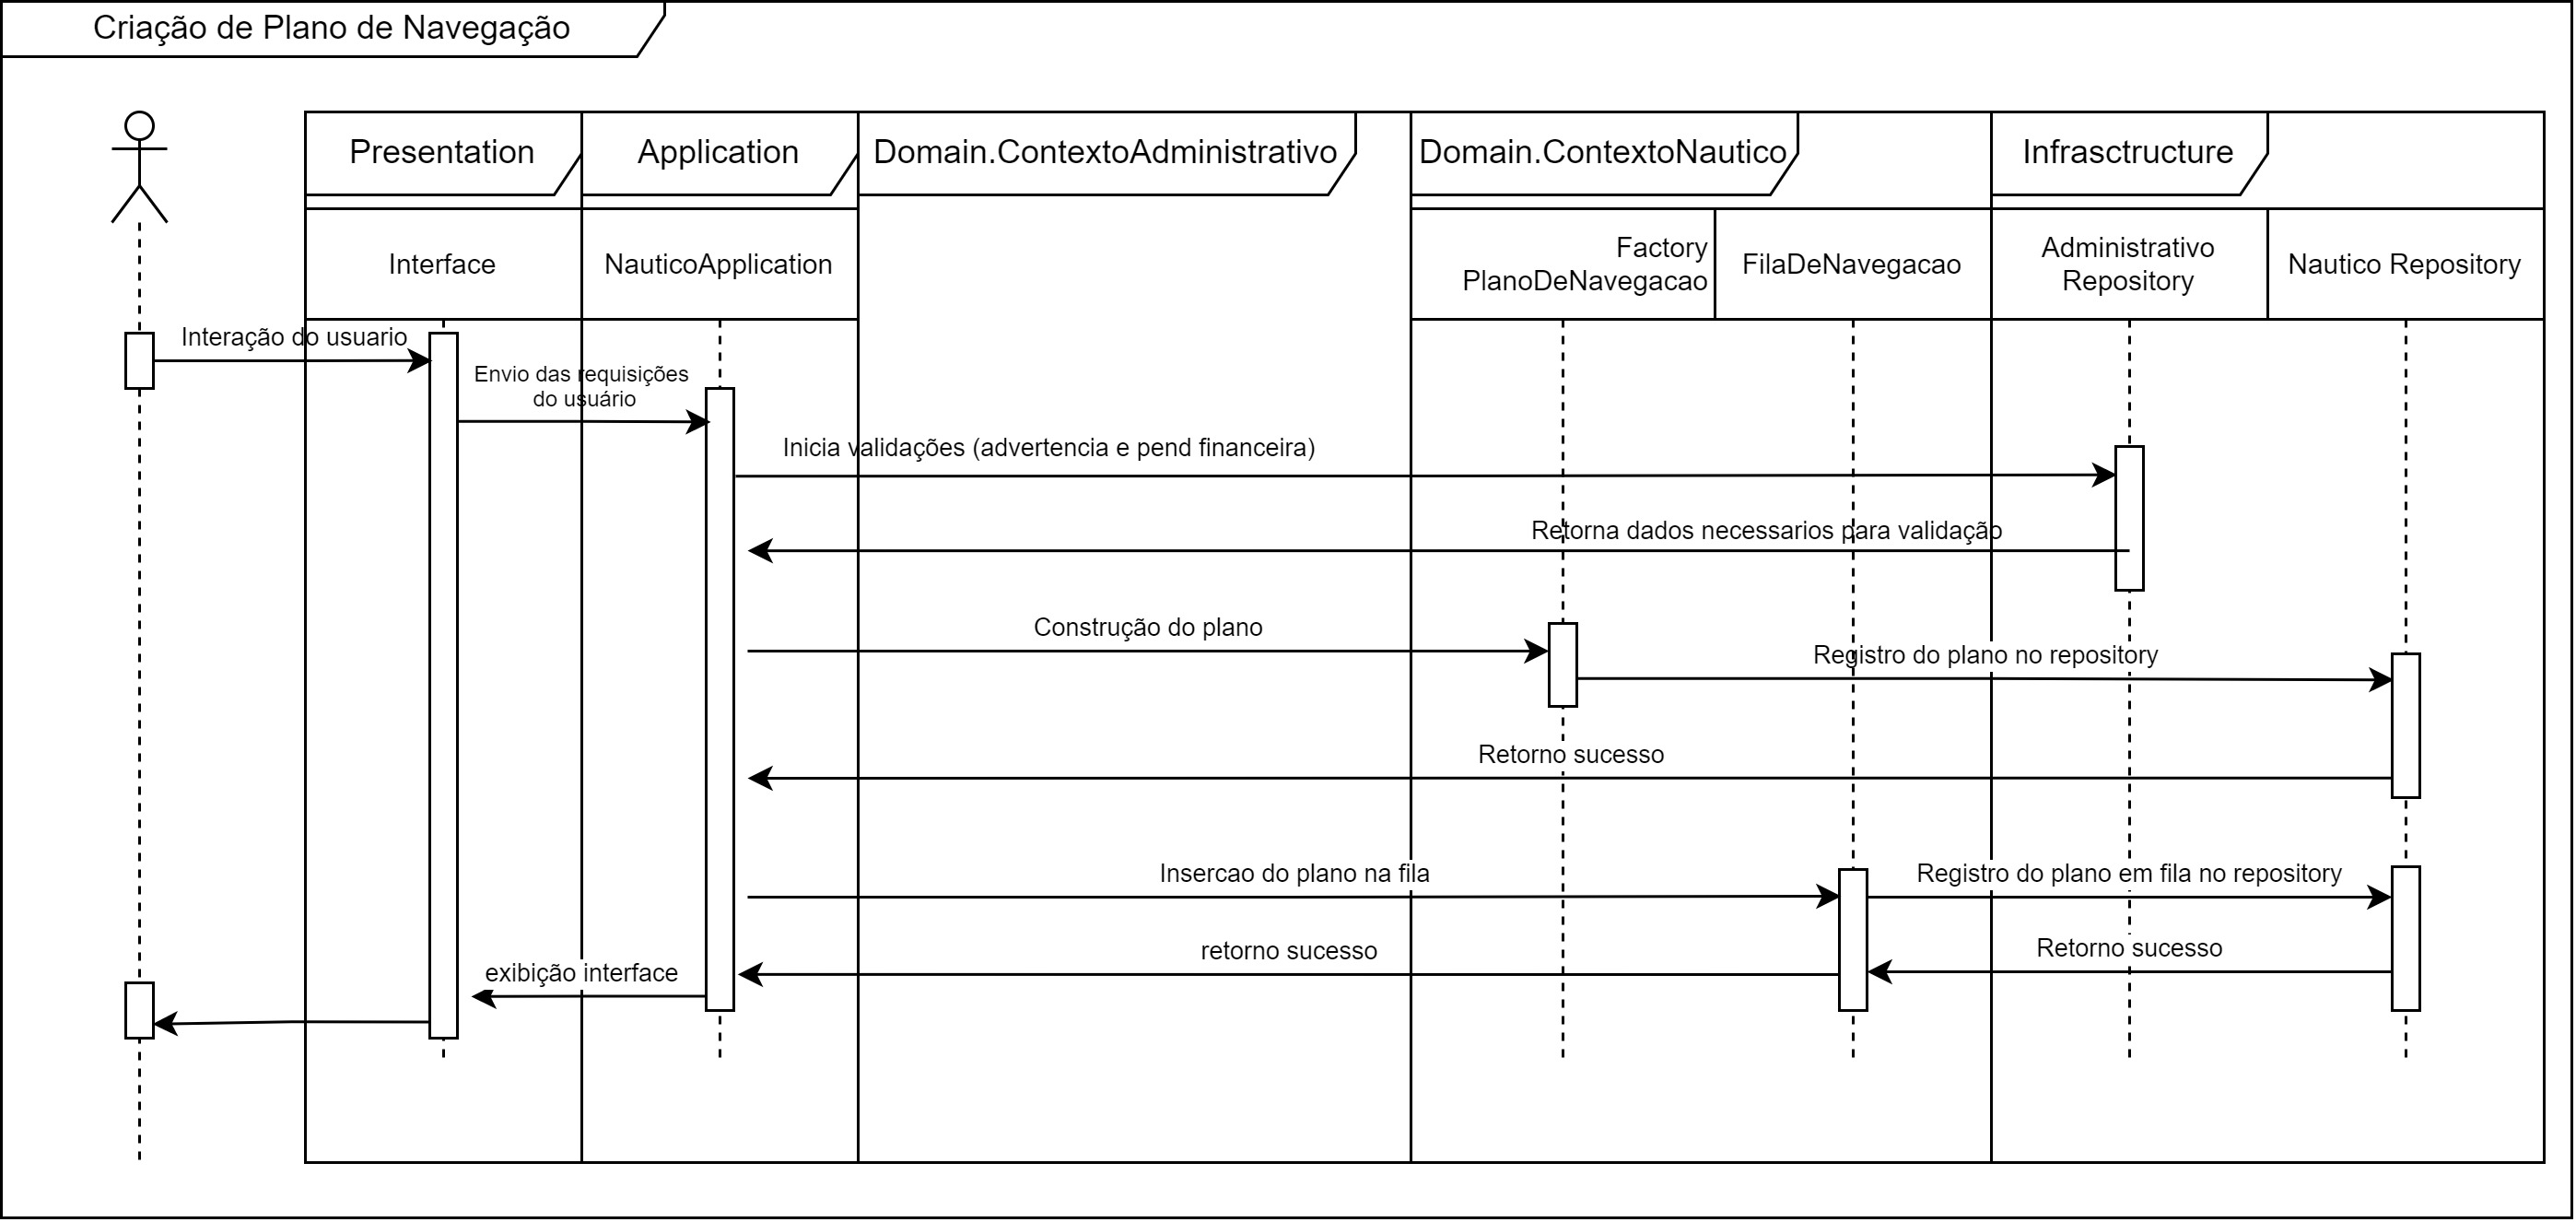 Criação de Plano de Navegação
Presentation
Application
Domain.ContextoAdministrativo
Domain.ContextoNautico
Infrasctructure
Interface
NauticoApplication
Factory
PlanoDeNavegacao
FilaDeNavegacao
Administrativo
Repository
Nautico Repository
Interação do usuario
Envio das requisições
do usuário
Inicia validações (advertencia e pend financeira)
Retorna dados necessarios para validação
Construção do plano
Registro do plano no repository
Retorno sucesso
Insercao do plano na fila
Registro do plano em fila no repository
retorno sucesso
Retorno sucesso
exibição interface